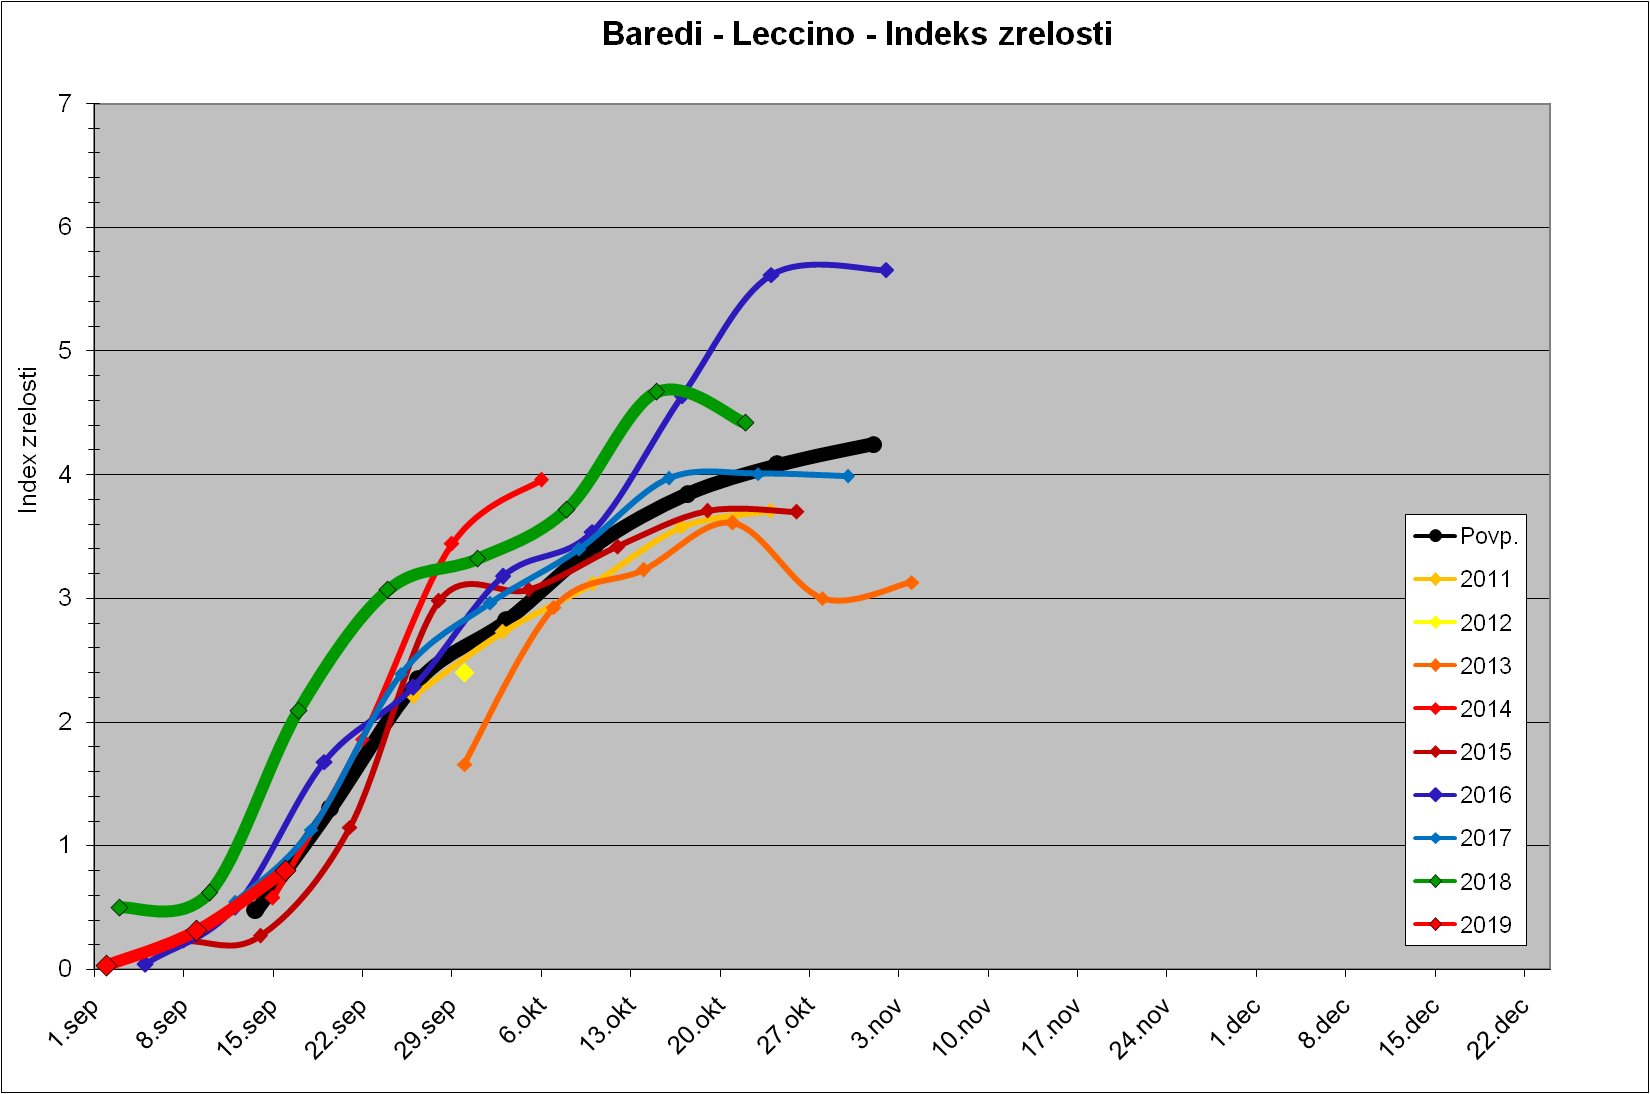 Baredi - Leccino - Indeks zrelosti
7
6
5
4
3
2
1
0
Index zrelosti
1.sep
8.sep
15.sep
22.sep
29.sep
6.okt
13.okt
20.okt
27.okt
3.nov
10.nov
17.nov
24.nov
1.dec
8.dec
15.dec
22.dec
Povp.
2011
2012
2013
2014
2015
2016
2017
2018
2019